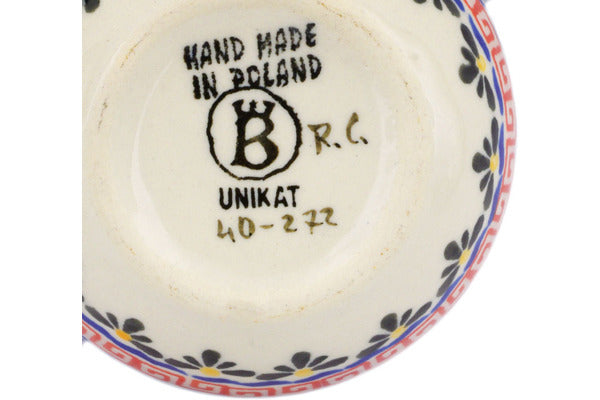 HAND MADE
IN POLAND
B R.C.
UNIKAT
40-272